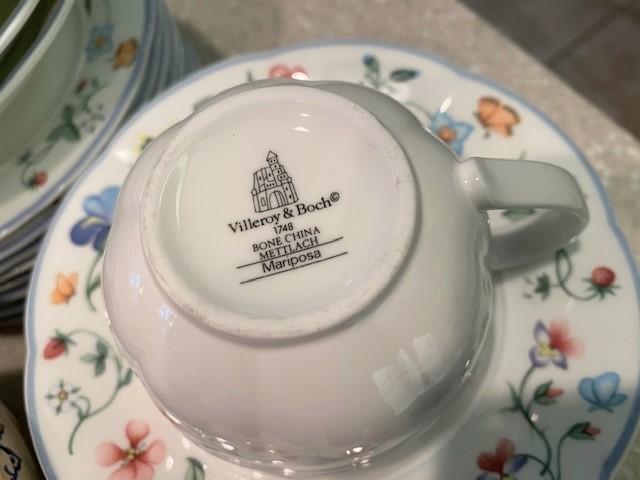 Villeroy & Boch©
1748
BONE CHINA
METTLACH
Mariposa